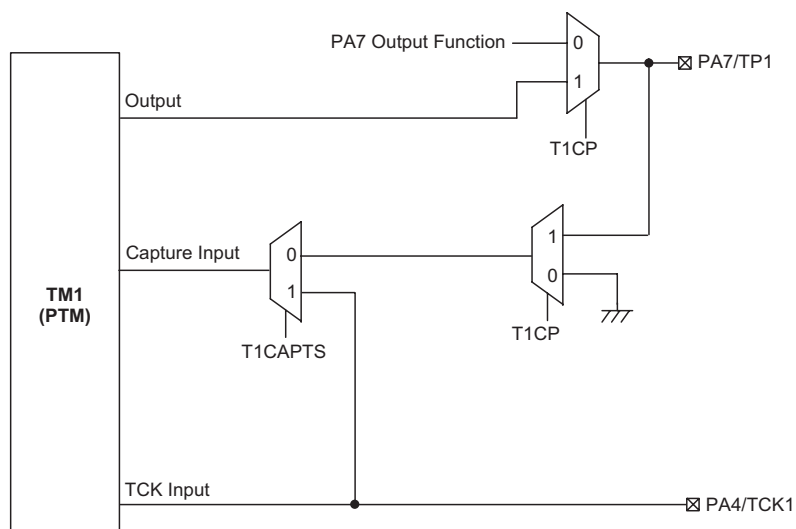 PA7 Output Function
0
1
PA7/TP1
Output
T1CP
Capture Input
0
1
1
0
TM1
(PTM)
T1CP
T1CAPTS
TCK Input
PA4/TCK1